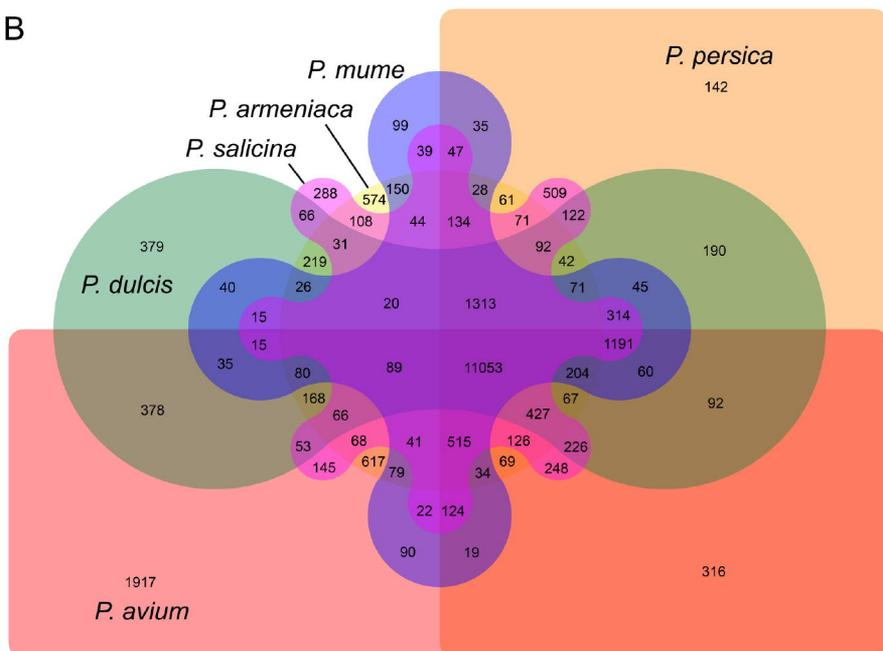 B
P. persica
142
P. mume
P. armeniaca
P. salicina
99 35
39 47
288 574 150 28 61 509
66 108 44 134 71 122
31 92
379 219 42 190
P. dulcis
40 26 71 45
15 20 1313 314
15 1191
35 80 89 11053 204 60
378 168 67 92
66 427
53 68 41 515 126 226
145 617 79 34 69 248
22 124
90 19
1917 316
P. avium